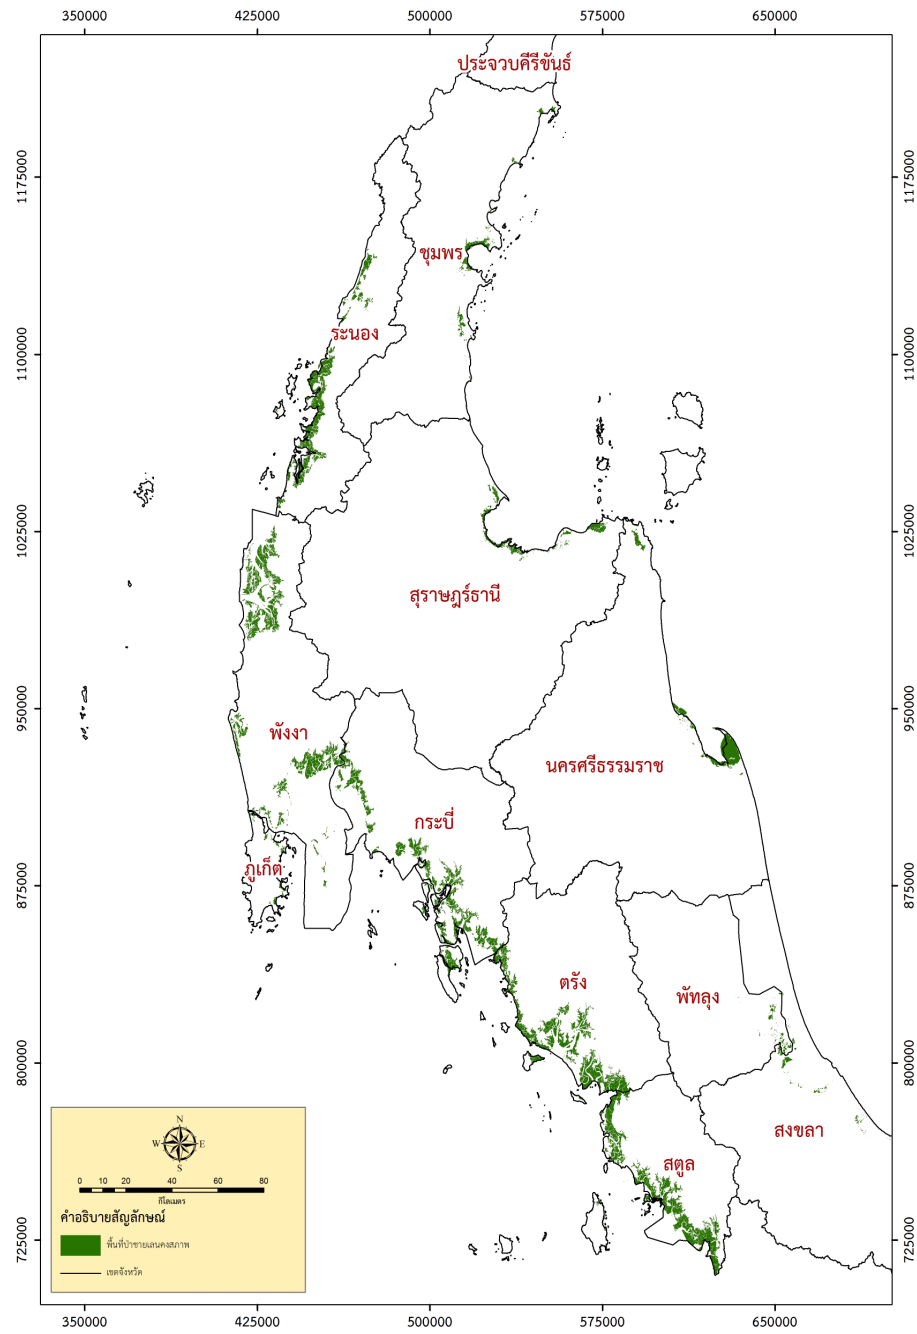 350000 425000 500000 575000 650000
ประจวบคีรีขันธ์
1175000 1175000
ชุมพร
ระนอง
1100000 1100000
1025000 1025000
สุราษฎร์ธานี
950000 950000
พังงา
นครศรีธรรมราช
กระบี่
ภูเก็ต
875000 875000
ตรัง
พัทลุง
800000 800000
สงขลา
สตูล
725000 725000
N
W E
S
0 10 20 40 60 80
กิโลเมตร
คำอธิบายสัญลักษณ์
พื้นที่ป่าชายเลนคงสภาพ
เขตจังหวัด
350000 425000 500000 575000 650000